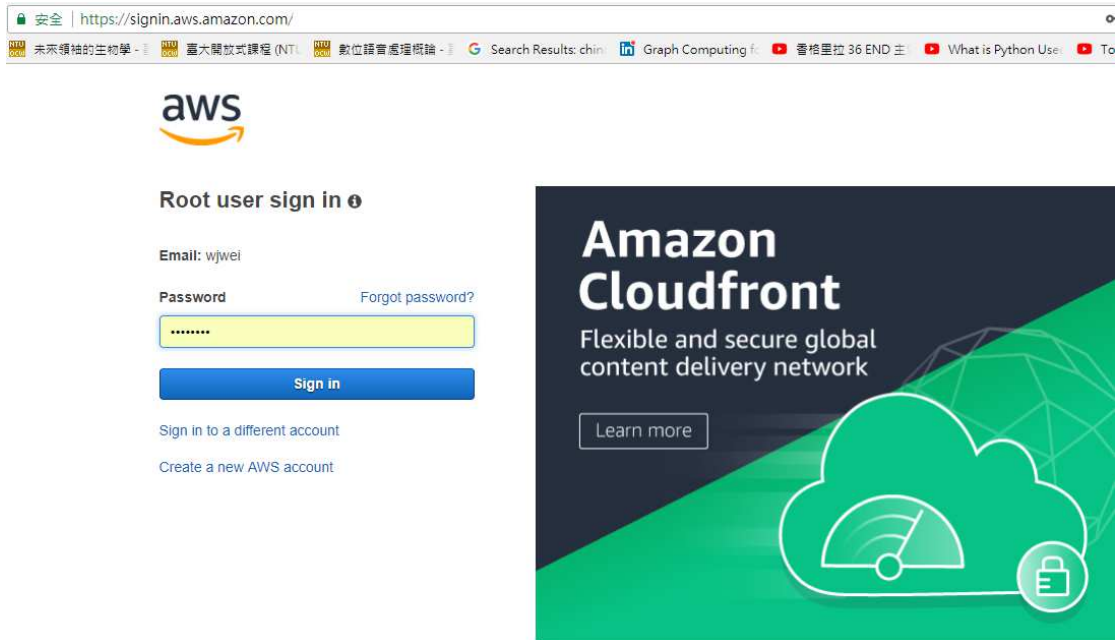 安全 | https://signin.aws.amazon.com/
未來領袖的生物學 - 臺大開放式課程 (NTU 數位語音處理概論 - Search Results: chin Graph Computing f 香格里拉 36 END 主 What is Python Use To
aws
Root user sign in
Email: wjwei
Password Forgot password?
••••••••
Sign in
Sign in to a different account
Create a new AWS account
Amazon
Cloudfront
Flexible and secure global
content delivery network
Learn more